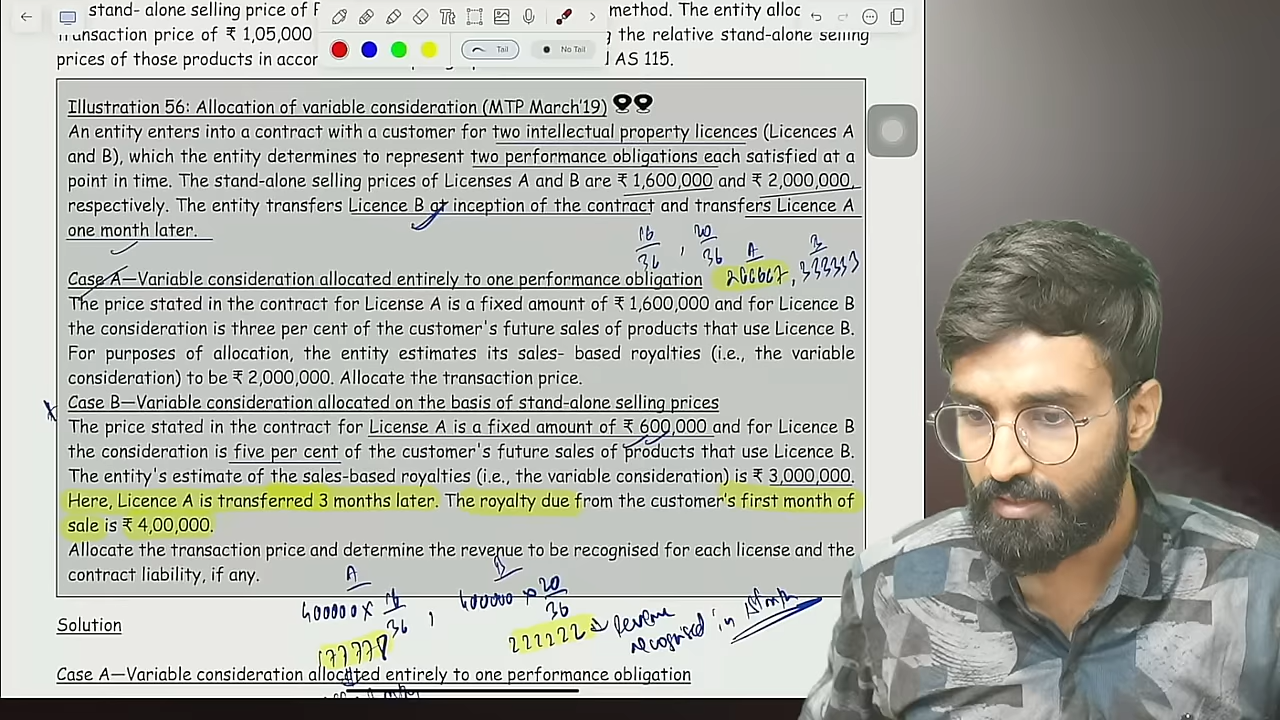 stand- alone selling price of
method. The entity alloc
Transaction price of ₹ 1,05,000
g the relative stand-alone selling
prices of those products in accor
AS 115.
Tail
No Tail
Illustration 56: Allocation of variable consideration (MTP March'19)
An entity enters into a contract with a customer for two intellectual property licences (Licences A
and B), which the entity determines to represent two performance obligations each satisfied at a
point in time. The stand-alone selling prices of Licenses A and B are ₹ 1,600,000 and ₹ 2,000,000,
respectively. The entity transfers Licence B at inception of the contract and transfers Licence A
one month later.
16/36 , 20/36
A B
266667, 333333
Case A—Variable consideration allocated entirely to one performance obligation
The price stated in the contract for License A is a fixed amount of ₹ 1,600,000 and for Licence B
the consideration is three per cent of the customer's future sales of products that use Licence B.
For purposes of allocation, the entity estimates its sales- based royalties (i.e., the variable
consideration) to be ₹ 2,000,000. Allocate the transaction price.
Case B—Variable consideration allocated on the basis of stand-alone selling prices
The price stated in the contract for License A is a fixed amount of ₹ 600,000 and for Licence B
the consideration is five per cent of the customer's future sales of products that use Licence B.
The entity's estimate of the sales-based royalties (i.e., the variable consideration) is ₹ 3,000,000.
Here, Licence A is transferred 3 months later. The royalty due from the customer's first month of
sale is ₹ 4,00,000.
Allocate the transaction price and determine the revenue to be recognised for each license and the
contract liability, if any.
A B
400000 x 16/36 , 400000 x 20/36
177778 222222 → Revenue recognised in 1st mnth
Solution
Case A—Variable consideration allocated entirely to one performance obligation